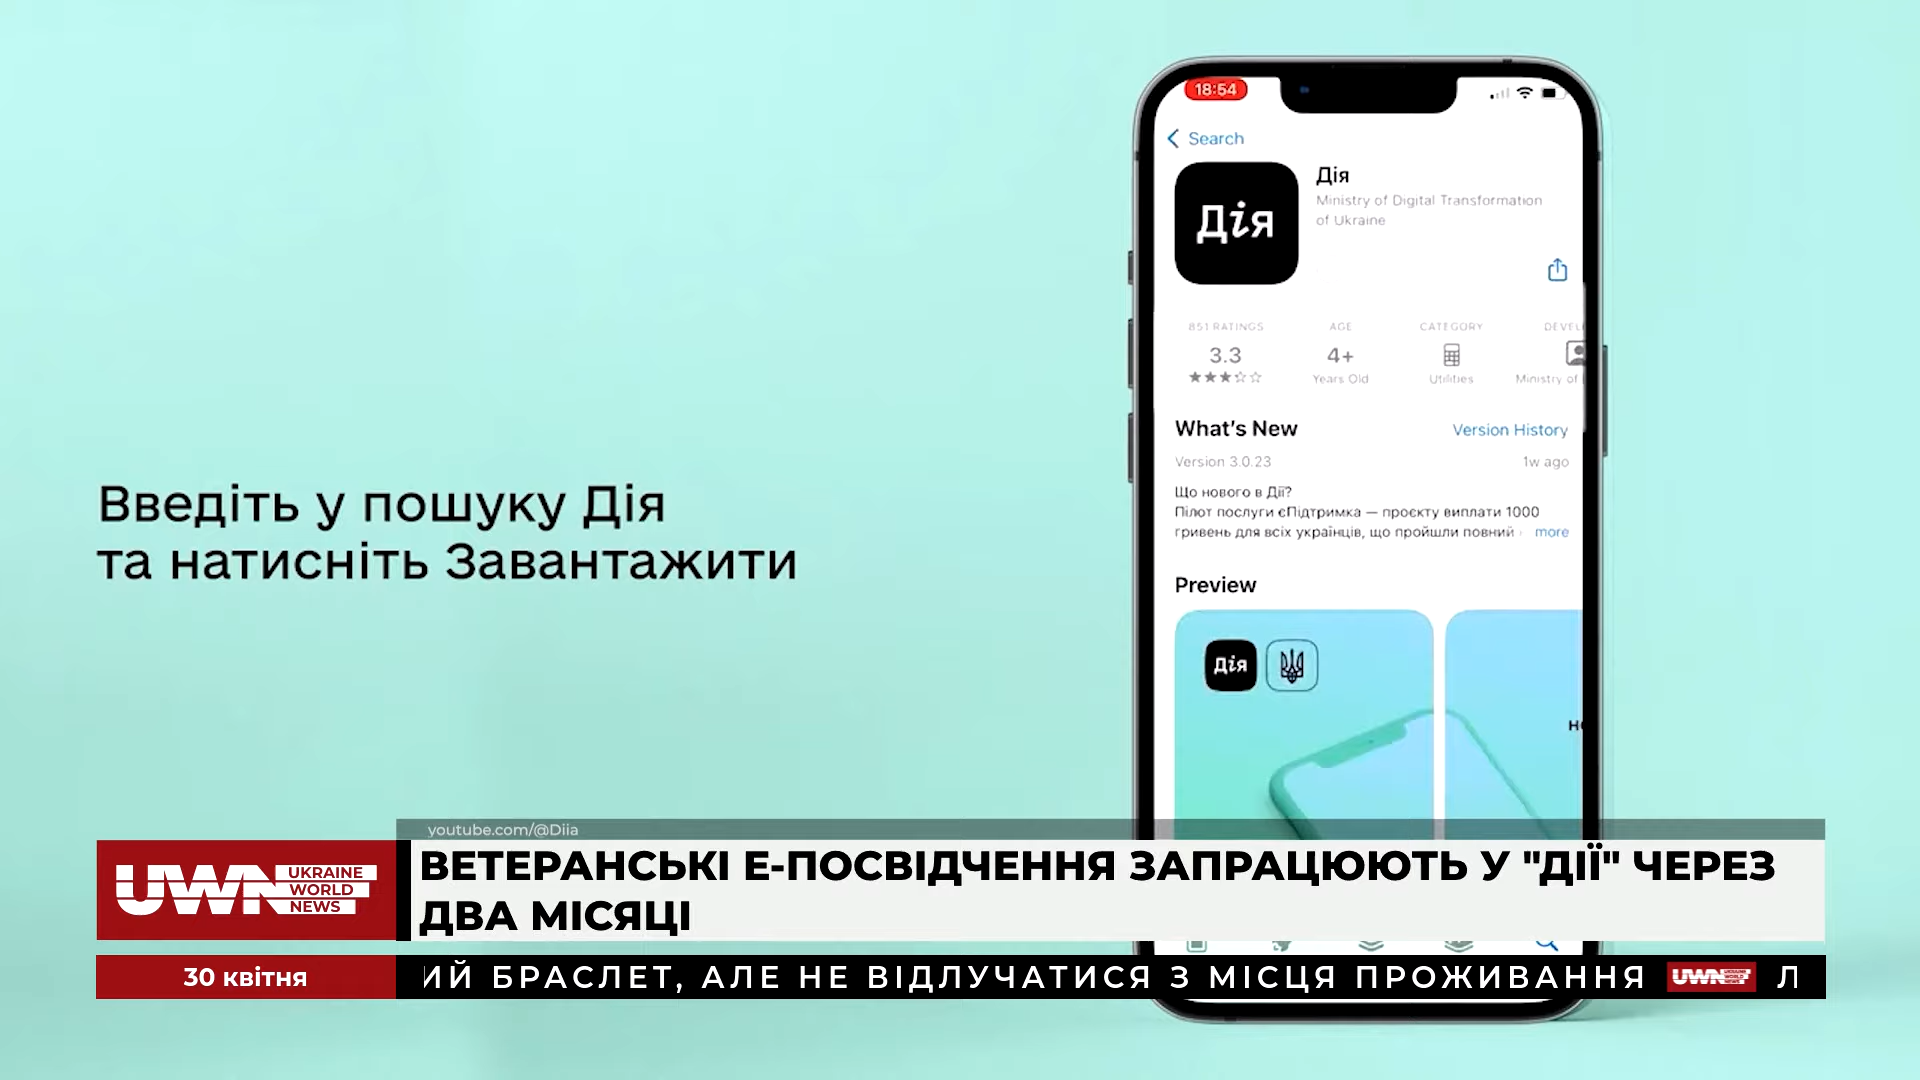 18:54
Search
Дія
Дія
Ministry of Digital Transformation
of Ukraine
851 RATINGS
AGE
CATEGORY
DEVEL
3.3
4+
Years Old
Utilities
Ministry of
What's New
Version History
Version 3.0.23
1w ago
Що нового в Дії?
Пілот послуги єПідтримка — проєкту виплати 1000
гривень для всіх українців, що пройшли повний
more
Preview
Дія
Введіть у пошуку Дія
та натисніть Завантажити
youtube.com/@Diia
UWN UKRAINE WORLD NEWS
ВЕТЕРАНСЬКІ Е-ПОСВІДЧЕННЯ ЗАПРАЦЮЮТЬ У "ДІЇ" ЧЕРЕЗ
ДВА МІСЯЦІ
30 квітня
ИЙ БРАСЛЕТ, АЛЕ НЕ ВІДЛУЧАТИСЯ З МІСЦЯ ПРОЖИВАННЯ UWN Л